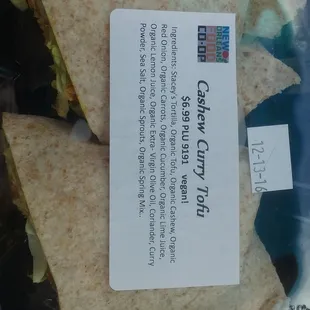 NEW
CO-OP
Cashew Curry Tofu
$6.99 PLU 9191 vegan!
Ingredients: Stacey's Tortilla, Organic Tofu, Organic Cashew, Organic
Red Onion, Organic Carrots, Organic Cucumber, Organic Lime Juice,
Organic Lemon Juice, Organic Extra- Virgin Olive Oil, Coriander, Curry
Powder, Sea Salt, Organic Sprouts, Organic Spring Mix..
12-13-16